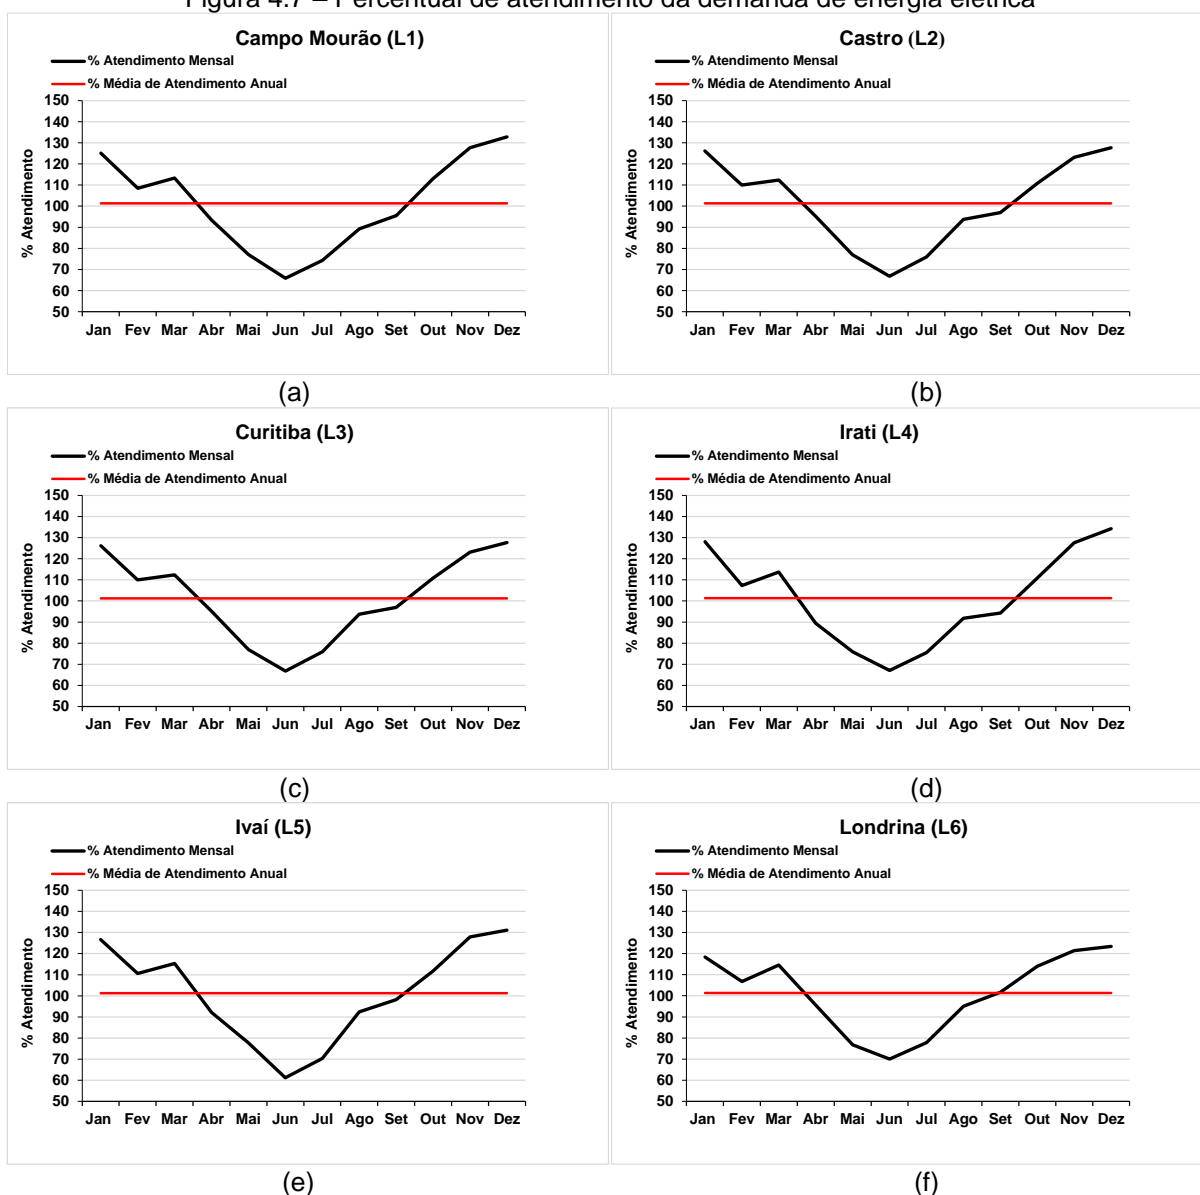 Figura 4.7 – Percentual de atendimento da demanda de energia elétrica
Campo Mourão (L1)
% Atendimento Mensal
% Média de Atendimento Anual
% Atendimento
150
140
130
120
110
100
90
80
70
60
50
Jan Fev Mar Abr Mai Jun Jul Ago Set Out Nov Dez
(a)
Castro (L2)
% Atendimento Mensal
% Média de Atendimento Anual
% Atendimento
150
140
130
120
110
100
90
80
70
60
50
Jan Fev Mar Abr Mai Jun Jul Ago Set Out Nov Dez
(b)
Curitiba (L3)
% Atendimento Mensal
% Média de Atendimento Anual
% Atendimento
150
140
130
120
110
100
90
80
70
60
50
Jan Fev Mar Abr Mai Jun Jul Ago Set Out Nov Dez
(c)
Irati (L4)
% Atendimento Mensal
% Média de Atendimento Anual
% Atendimento
150
140
130
120
110
100
90
80
70
60
50
Jan Fev Mar Abr Mai Jun Jul Ago Set Out Nov Dez
(d)
Ivaí (L5)
% Atendimento Mensal
% Média de Atendimento Anual
% Atendimento
150
140
130
120
110
100
90
80
70
60
50
Jan Fev Mar Abr Mai Jun Jul Ago Set Out Nov Dez
(e)
Londrina (L6)
% Atendimento Mensal
% Média de Atendimento Anual
% Atendimento
150
140
130
120
110
100
90
80
70
60
50
Jan Fev Mar Abr Mai Jun Jul Ago Set Out Nov Dez
(f)